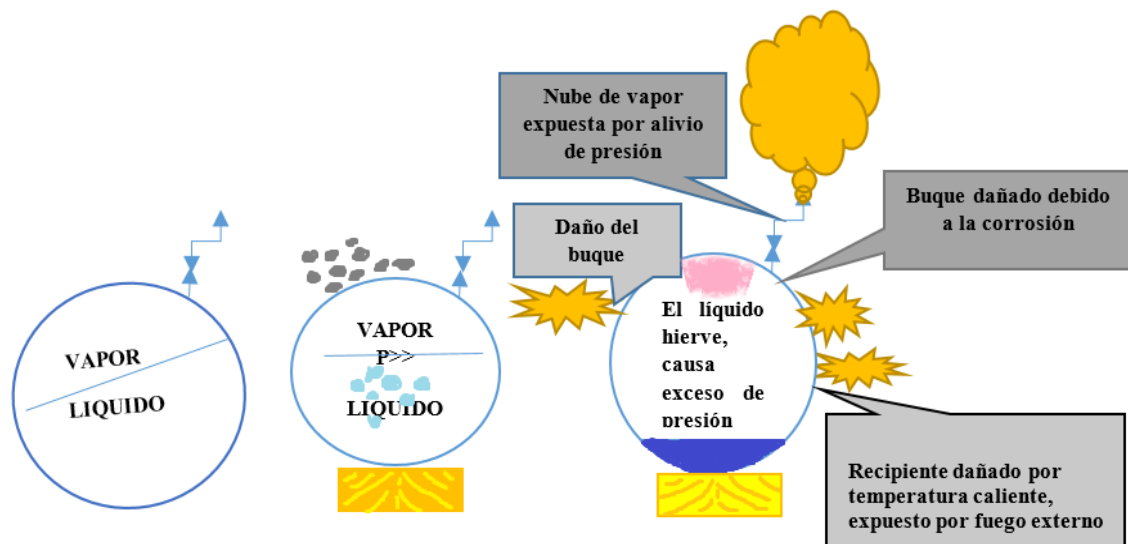 VAPOR
LIQUIDO
VAPOR
P>>
LIQUIDO
Nube de vapor
expuesta por alivio
de presión
Daño del
buque
Buque dañado debido
a la corrosión
El líquido
hierve,
causa
exceso de
presión
Recipiente dañado por
temperatura caliente,
expuesto por fuego externo